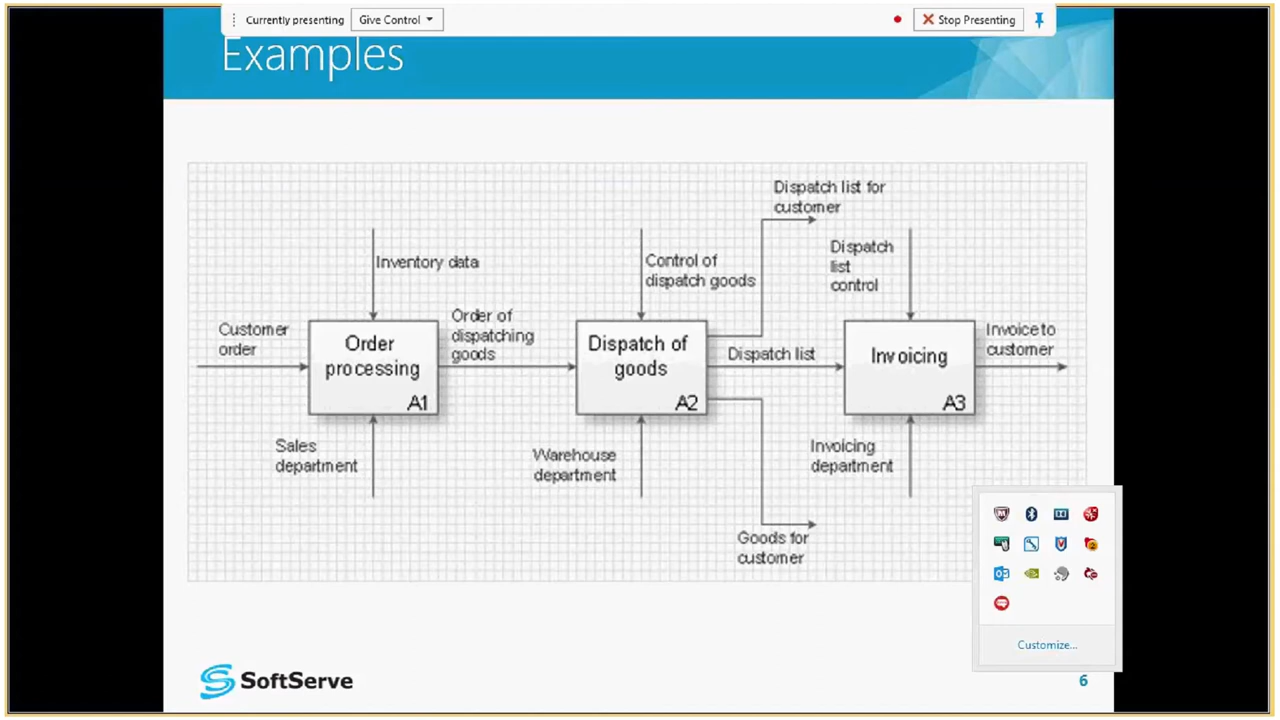 Currently presenting
Give Control
Stop Presenting
Examples
Dispatch list for
customer
Inventory data
Control of
dispatch goods
Dispatch
list
control
Customer
order
Order
processing
A1
Order of
dispatching
goods
Dispatch of
goods
A2
Dispatch list
Invoicing
A3
Invoice to
customer
Sales
department
Warehouse
department
Invoicing
department
Goods for
customer
Customize...
SoftServe
6